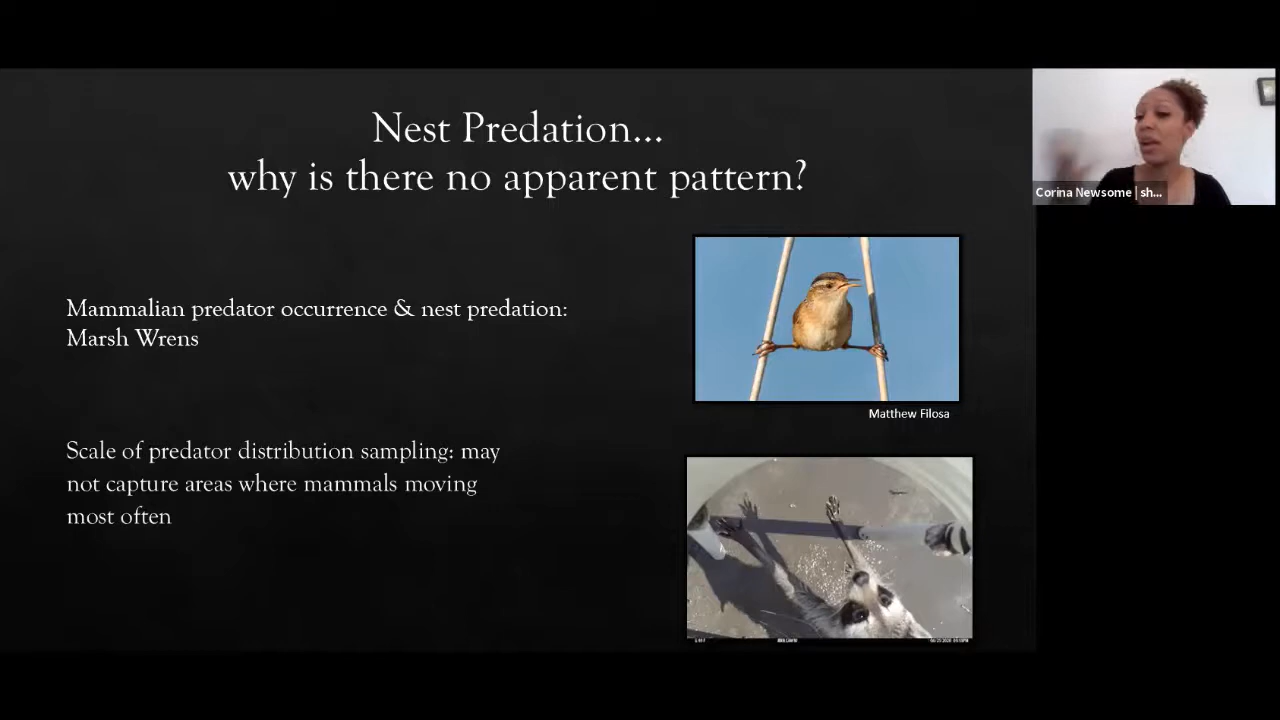 Nest Predation...
why is there no apparent pattern?
Corina Newsome | sh...
Mammalian predator occurrence & nest predation:
Marsh Wrens
Matthew Filosa
Scale of predator distribution sampling: may
not capture areas where mammals moving
most often